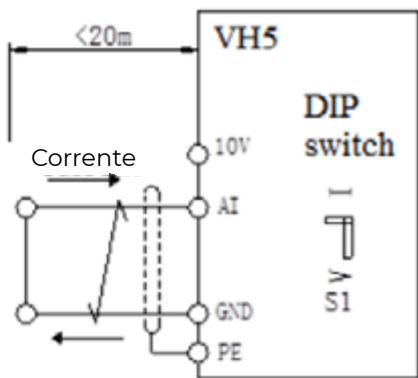 <20m
VH5
DIP
switch
10V
Corrente
I
AI
V
S1
GND
PE